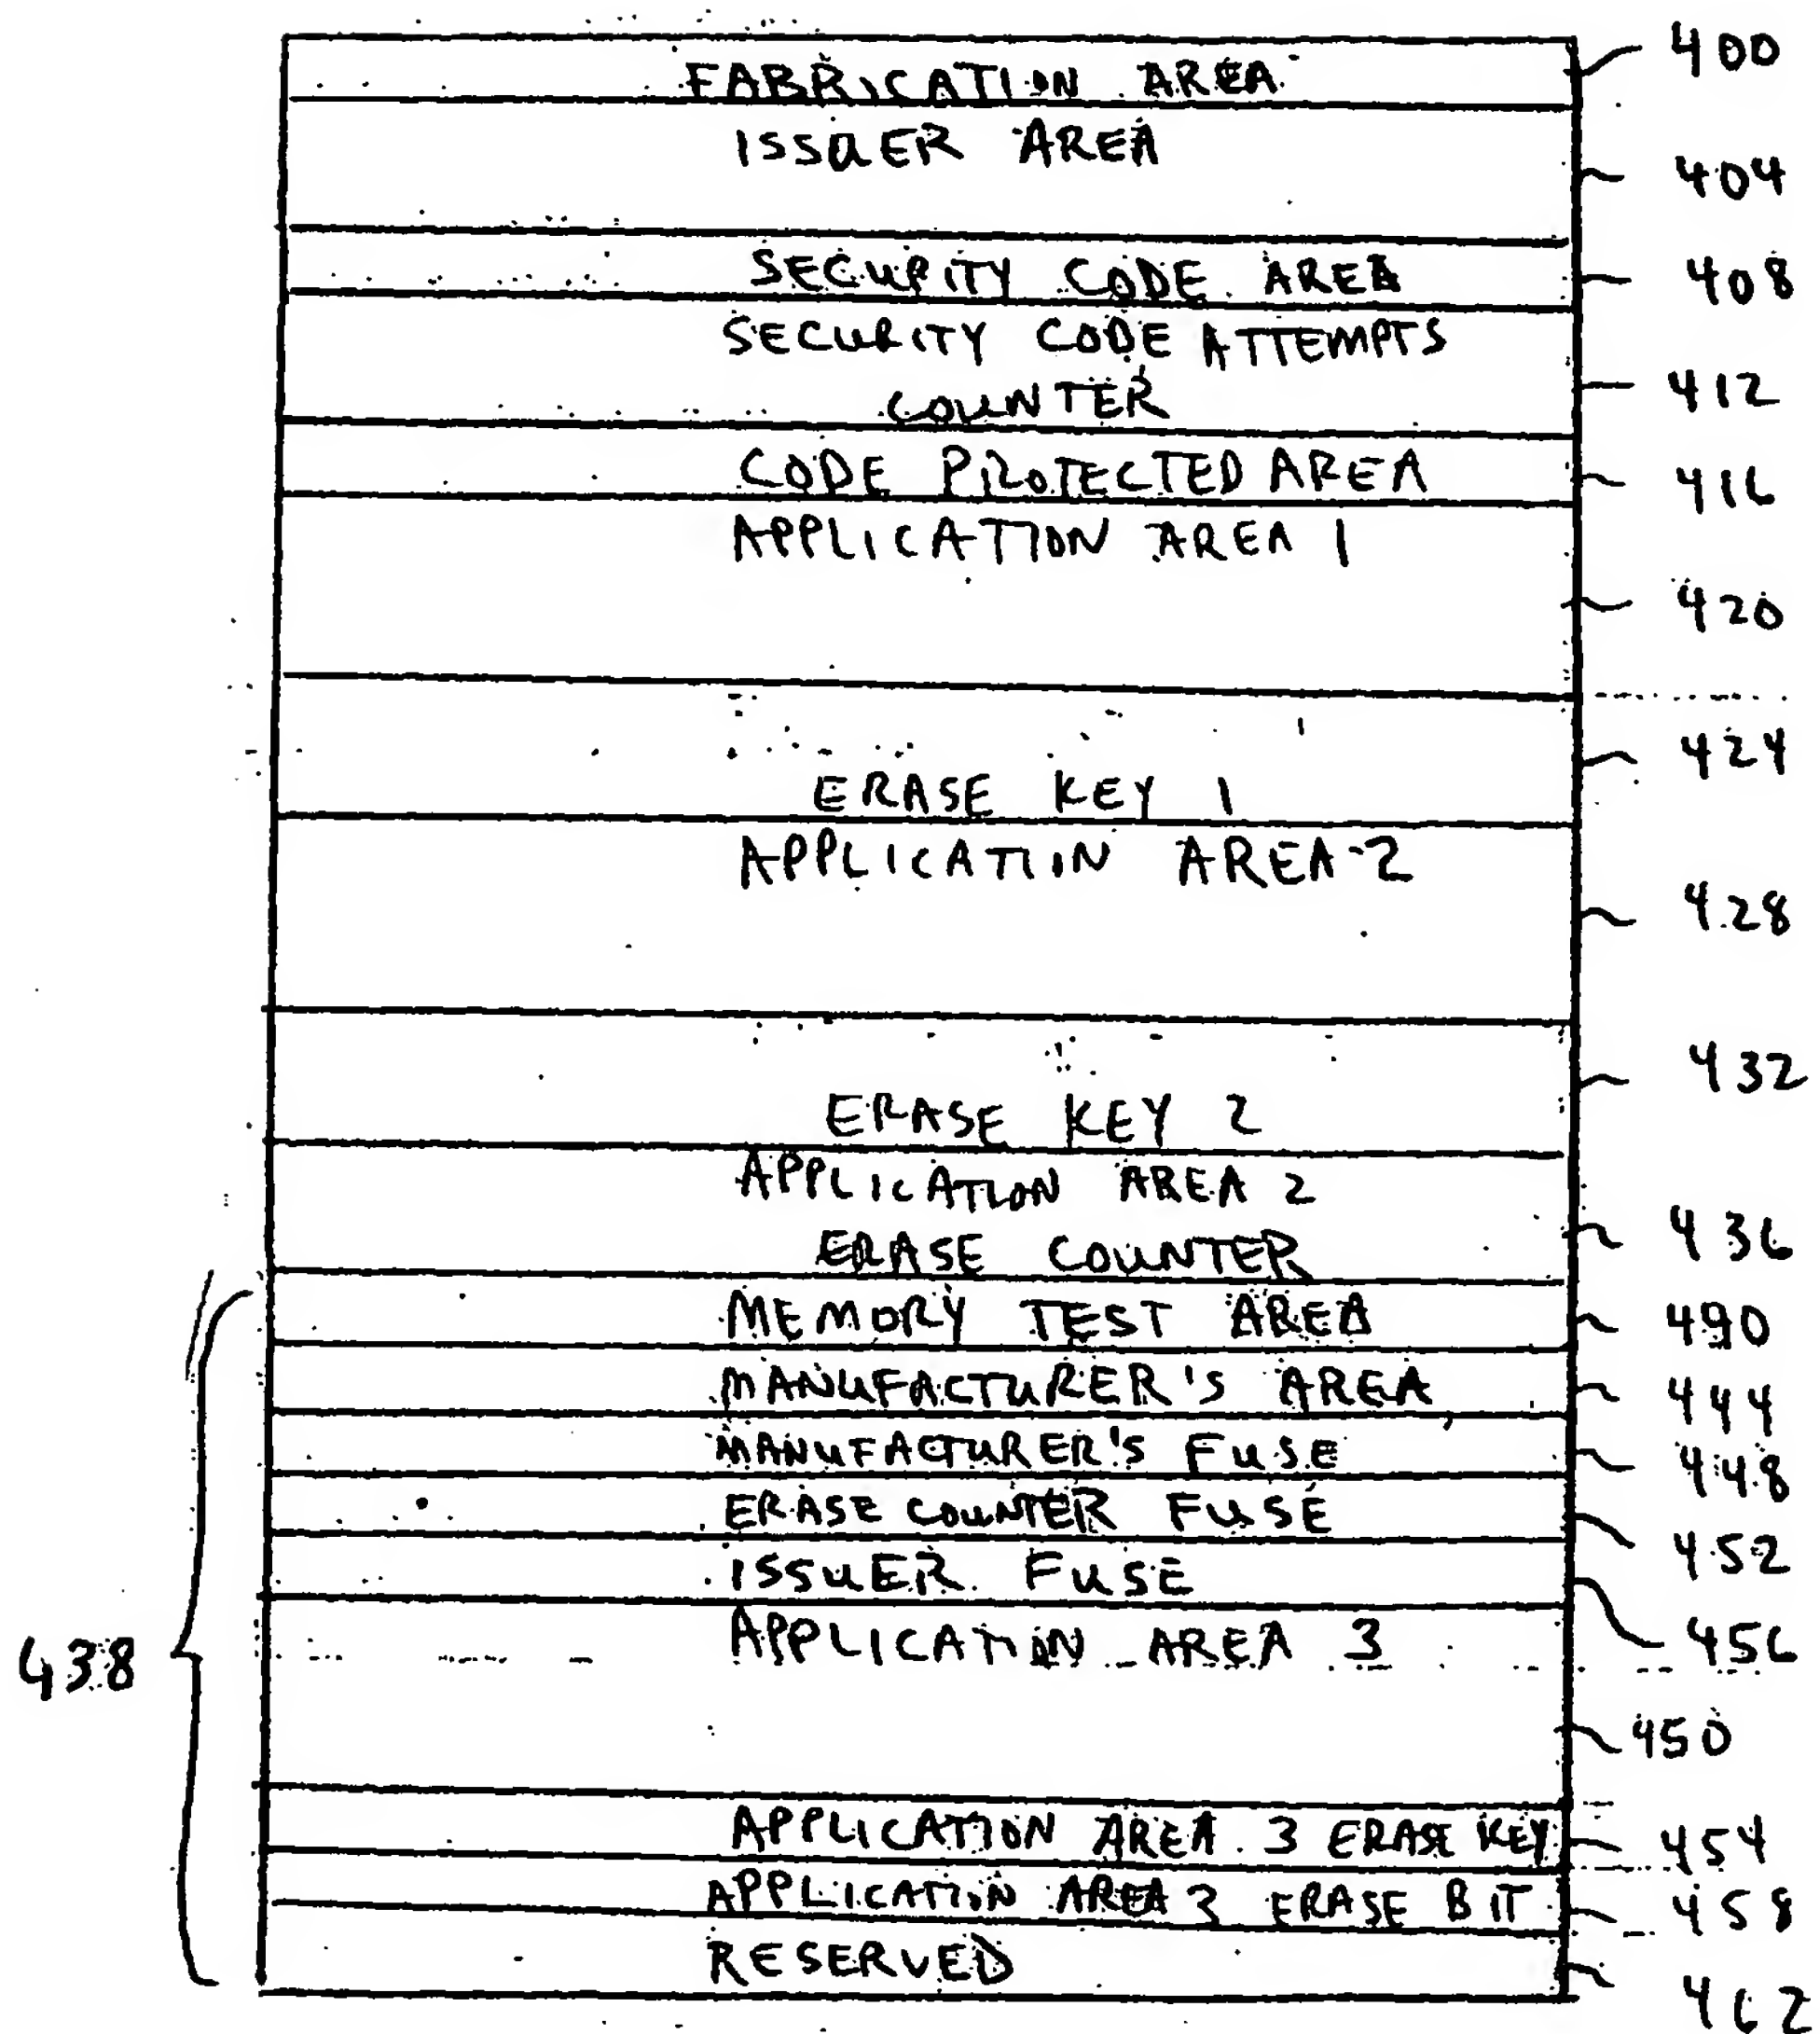 FABRICATION AREA 400
ISSUER AREA
404
SECURITY CODE AREA 408
SECURITY CODE ATTEMPTS
COUNTER 412
CODE PROTECTED AREA 416
APPLICATION AREA 1
420
424
ERASE KEY 1
APPLICATION AREA 2
428
432
ERASE KEY 2
APPLICATION AREA 2
ERASE COUNTER 436
MEMORY TEST AREA 440
MANUFACTURER'S AREA 444
MANUFACTURER'S FUSE 448
ERASE COUNTER FUSE 452
ISSUER FUSE 456
APPLICATION AREA 3
438
450
APPLICATION AREA 3 ERASE KEY 454
APPLICATION AREA 3 ERASE BIT 458
RESERVED 462